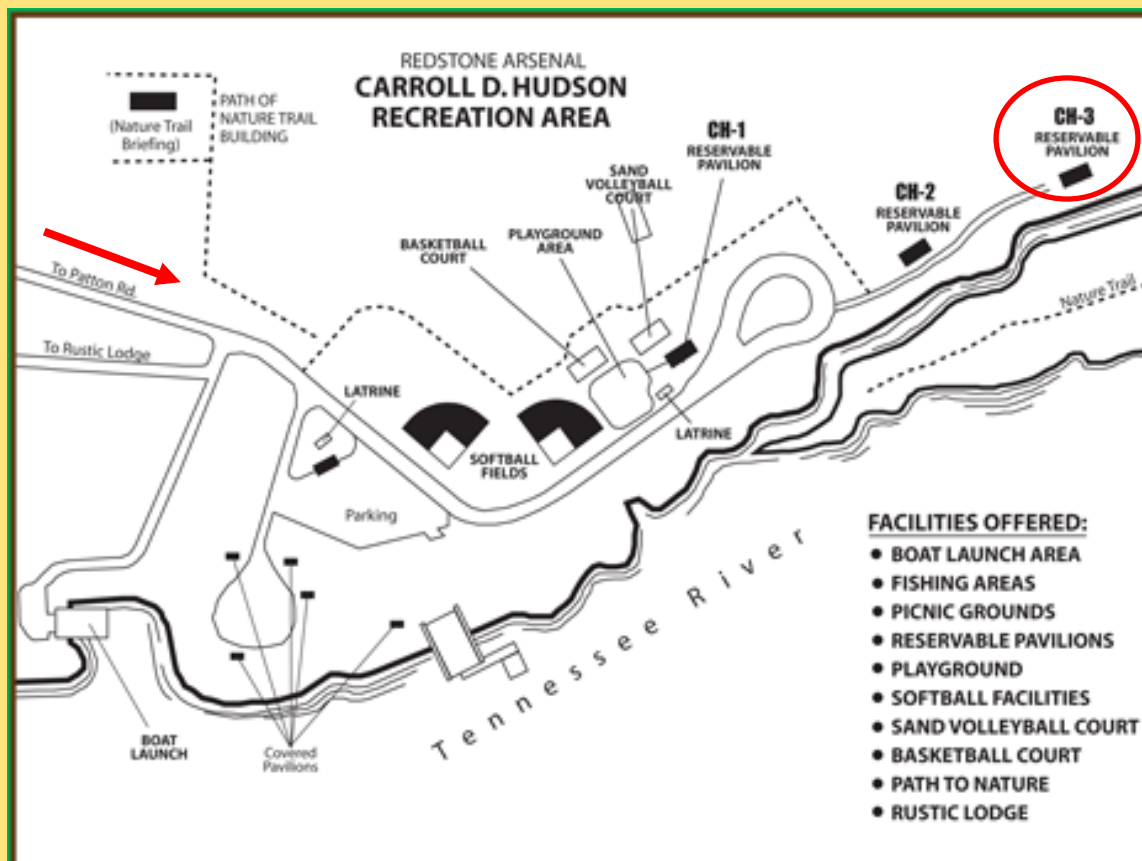 REDSTONE ARSENAL
CARROLL D. HUDSON
RECREATION AREA
PATH OF
NATURE TRAIL
BUILDING
(Nature Trail
Briefing)
CH-1
RESERVABLE
PAVILION
CH-3
RESERVABLE
PAVILION
SAND
VOLLEYBALL
COURT
CH-2
RESERVABLE
PAVILION
PLAYGROUND
AREA
BASKETBALL
COURT
To Patton Rd.
Nature Trail
To Rustic Lodge
LATRINE
LATRINE
SOFTBALL
FIELDS
Parking
Tennessee River
BOAT
LAUNCH
Covered
Pavilions
FACILITIES OFFERED:
• BOAT LAUNCH AREA
• FISHING AREAS
• PICNIC GROUNDS
• RESERVABLE PAVILIONS
• PLAYGROUND
• SOFTBALL FACILITIES
• SAND VOLLEYBALL COURT
• BASKETBALL COURT
• PATH TO NATURE
• RUSTIC LODGE